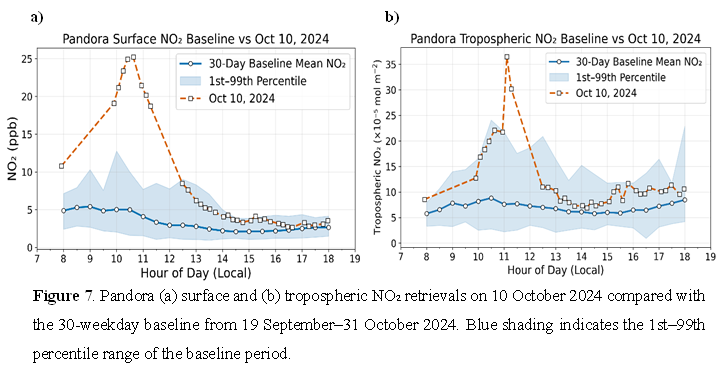 a)
b)
Pandora Surface NO₂ Baseline vs Oct 10, 2024
30-Day Baseline Mean NO₂
1st–99th Percentile
Oct 10, 2024
NO₂ (ppb)
25
20
15
10
5
0
7 8 9 10 11 12 13 14 15 16 17 18 19
Hour of Day (Local)
Pandora Tropospheric NO₂ Baseline vs Oct 10, 2024
30-Day Baseline Mean NO₂
1st–99th Percentile
Oct 10, 2024
Tropospheric NO₂ (×10⁻⁵ mol m⁻²)
35
30
25
20
15
10
5
0
7 8 9 10 11 12 13 14 15 16 17 18 19
Hour of Day (Local)
Figure 7. Pandora (a) surface and (b) tropospheric NO₂ retrievals on 10 October 2024 compared with
the 30-weekday baseline from 19 September–31 October 2024. Blue shading indicates the 1st–99th
percentile range of the baseline period.